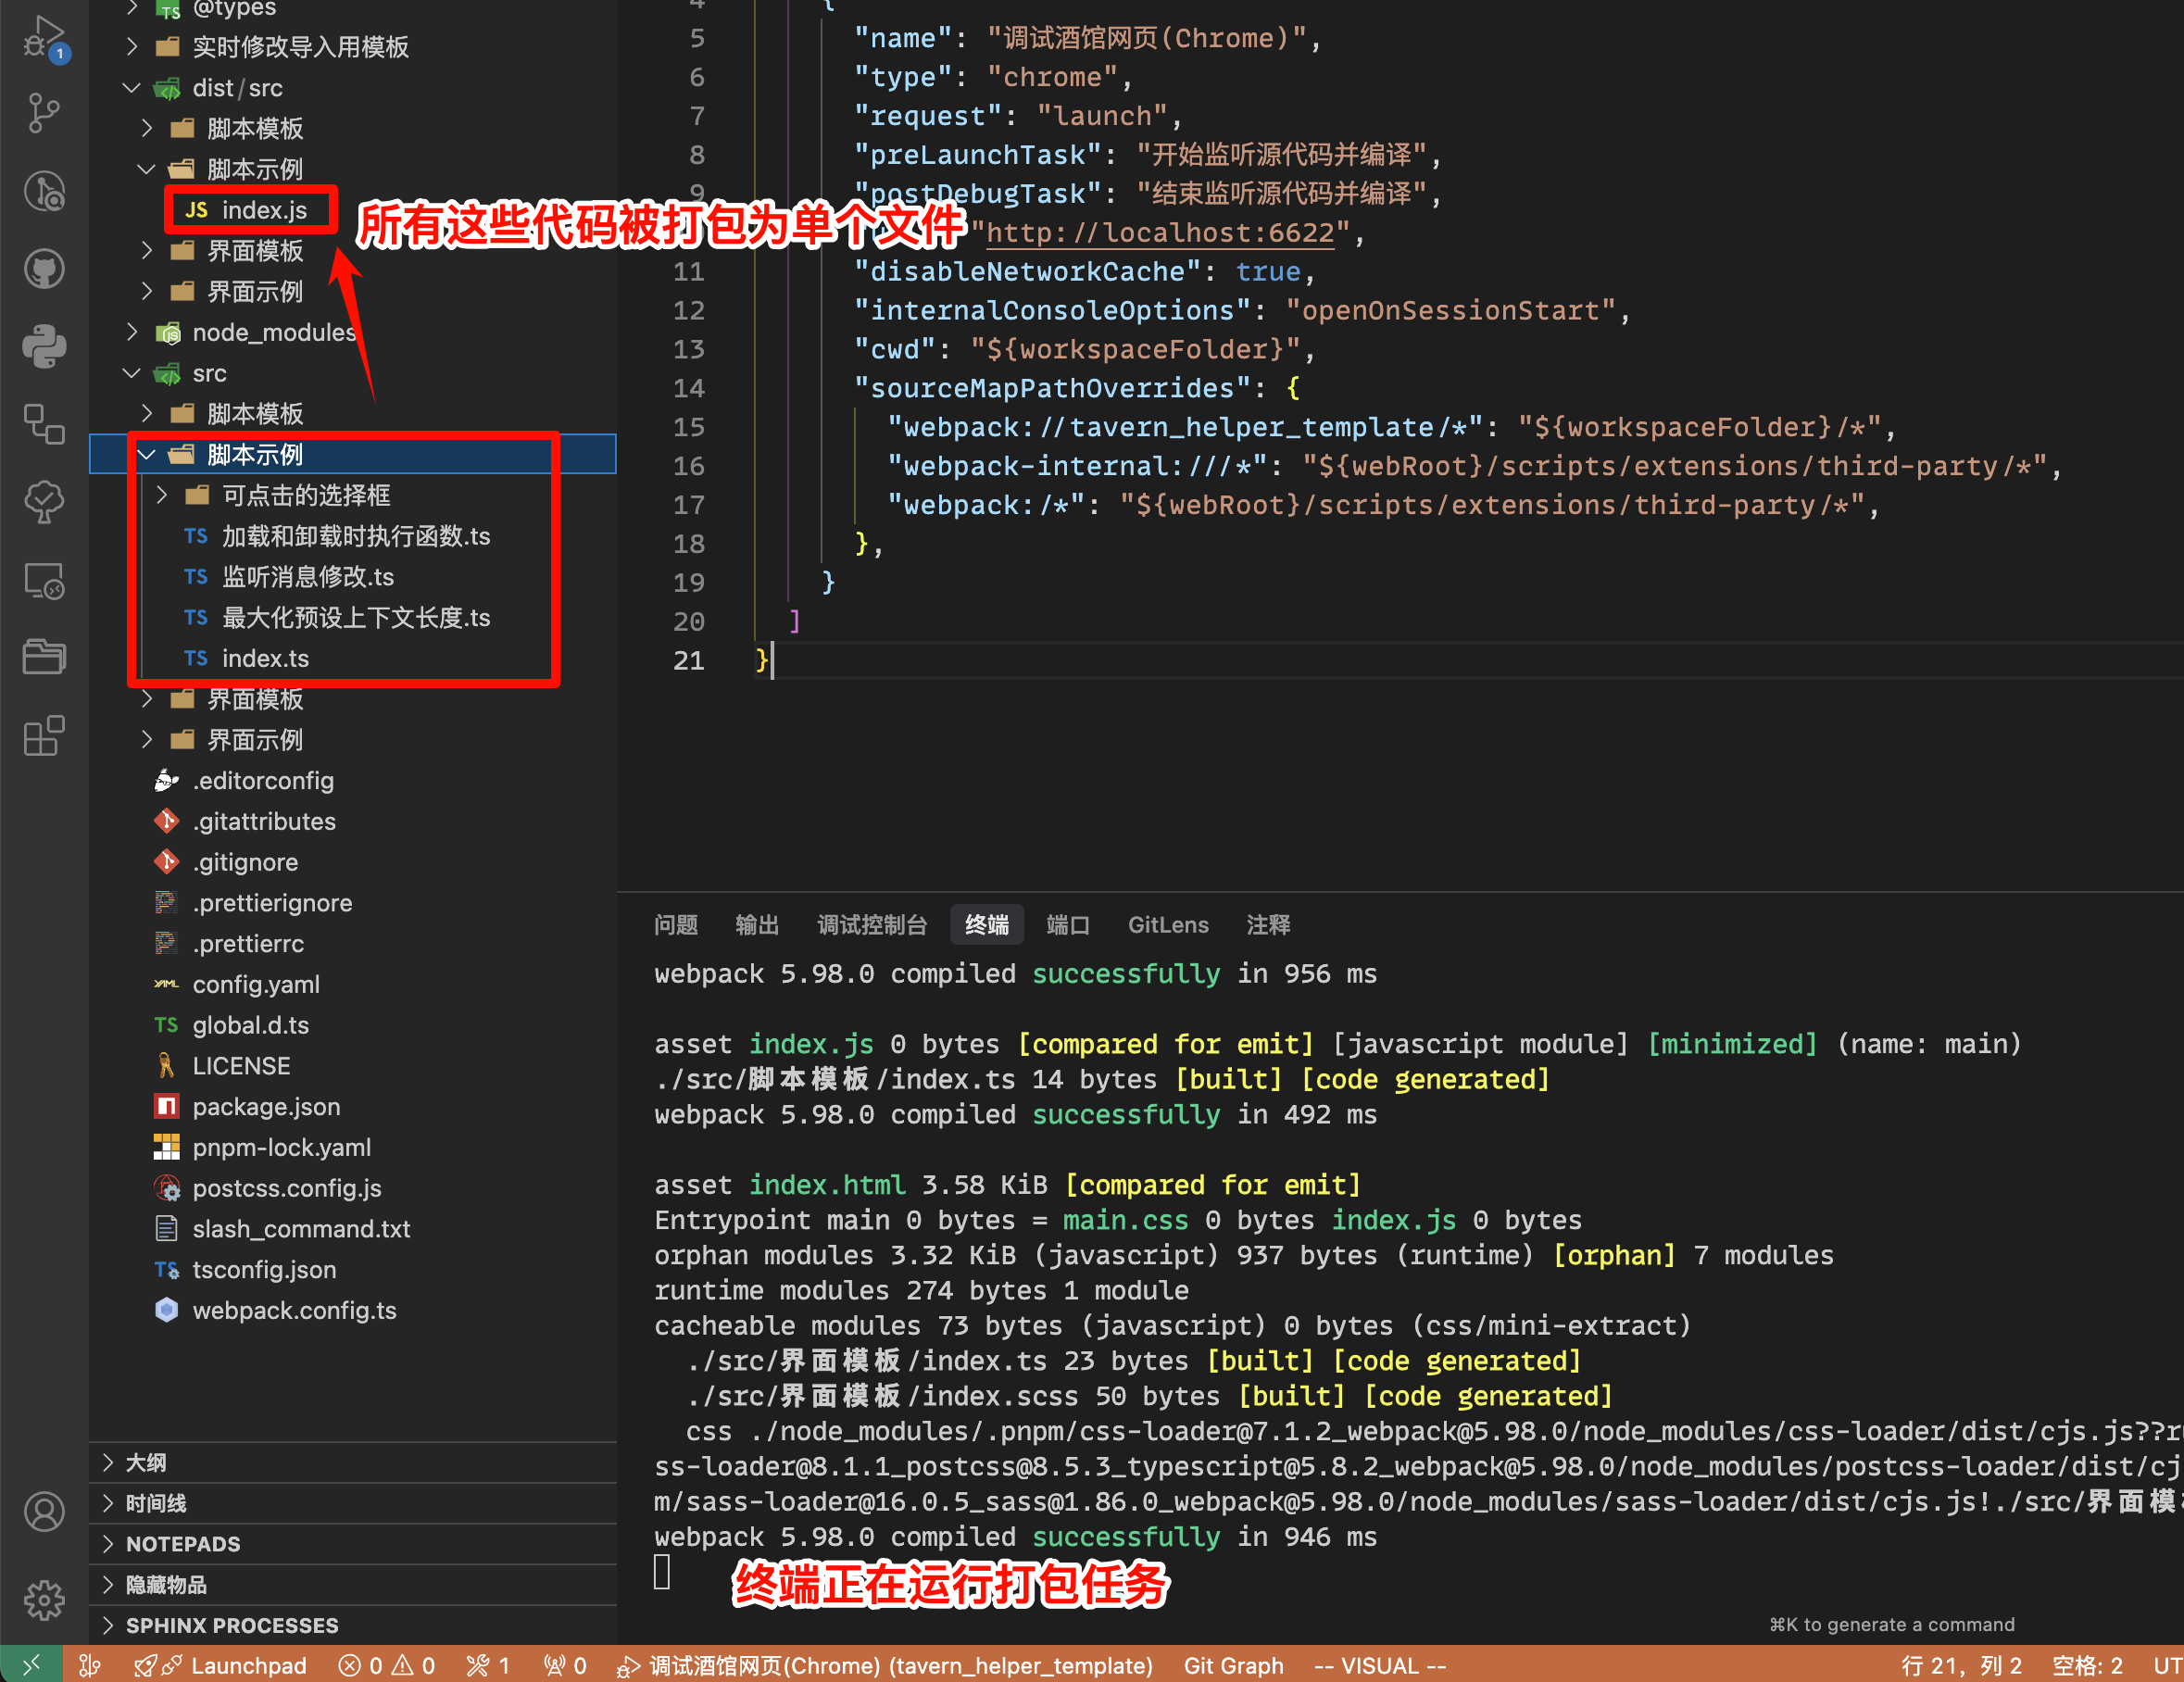 @types
实时修改导入用模板
dist/src
脚本模板
脚本示例
JS index.js
所有这些代码被打包为单个文件
界面模板
界面示例
node_modules
src
脚本模板
脚本示例
可点击的选择框
TS 加载和卸载时执行函数.ts
TS 监听消息修改.ts
TS 最大化预设上下文长度.ts
TS index.ts
界面模板
界面示例
.editorconfig
.gitattributes
.gitignore
.prettierignore
.prettierrc
config.yaml
TS global.d.ts
LICENSE
package.json
pnpm-lock.yaml
postcss.config.js
slash_command.txt
TS tsconfig.json
webpack.config.ts
大纲
时间线
NOTEPADS
隐藏物品
SPHINX PROCESSES
1
4 {
5 "name": "调试酒馆网页(Chrome)",
6 "type": "chrome",
7 "request": "launch",
8 "preLaunchTask": "开始监听源代码并编译",
9 "postDebugTask": "结束监听源代码并编译",
"http://localhost:6622",
11 "disableNetworkCache": true,
12 "internalConsoleOptions": "openOnSessionStart",
13 "cwd": "${workspaceFolder}",
14 "sourceMapPathOverrides": {
15 "webpack://tavern_helper_template/*": "${workspaceFolder}/*",
16 "webpack-internal:///*": "${webRoot}/scripts/extensions/third-party/*",
17 "webpack:/*": "${webRoot}/scripts/extensions/third-party/*",
18 },
19 }
20 ]
21 }
问题 输出 调试控制台 终端 端口 GitLens 注释
webpack 5.98.0 compiled successfully in 956 ms
asset index.js 0 bytes [compared for emit] [javascript module] [minimized] (name: main)
./src/脚本模板/index.ts 14 bytes [built] [code generated]
webpack 5.98.0 compiled successfully in 492 ms
asset index.html 3.58 KiB [compared for emit]
Entrypoint main 0 bytes = main.css 0 bytes index.js 0 bytes
orphan modules 3.32 KiB (javascript) 937 bytes (runtime) [orphan] 7 modules
runtime modules 274 bytes 1 module
cacheable modules 73 bytes (javascript) 0 bytes (css/mini-extract)
./src/界面模板/index.ts 23 bytes [built] [code generated]
./src/界面模板/index.scss 50 bytes [built] [code generated]
css ./node_modules/.pnpm/css-loader@7.1.2_webpack@5.98.0/node_modules/css-loader/dist/cjs.js??r
ss-loader@8.1.1_postcss@8.5.3_typescript@5.8.2_webpack@5.98.0/node_modules/postcss-loader/dist/cj
m/sass-loader@16.0.5_sass@1.86.0_webpack@5.98.0/node_modules/sass-loader/dist/cjs.js!./src/界面模
webpack 5.98.0 compiled successfully in 946 ms
终端正在运行打包任务
⌘K to generate a command
Launchpad 0 0 1 0 调试酒馆网页(Chrome) (tavern_helper_template) Git Graph -- VISUAL -- 行 21, 列 2 空格: 2 UT